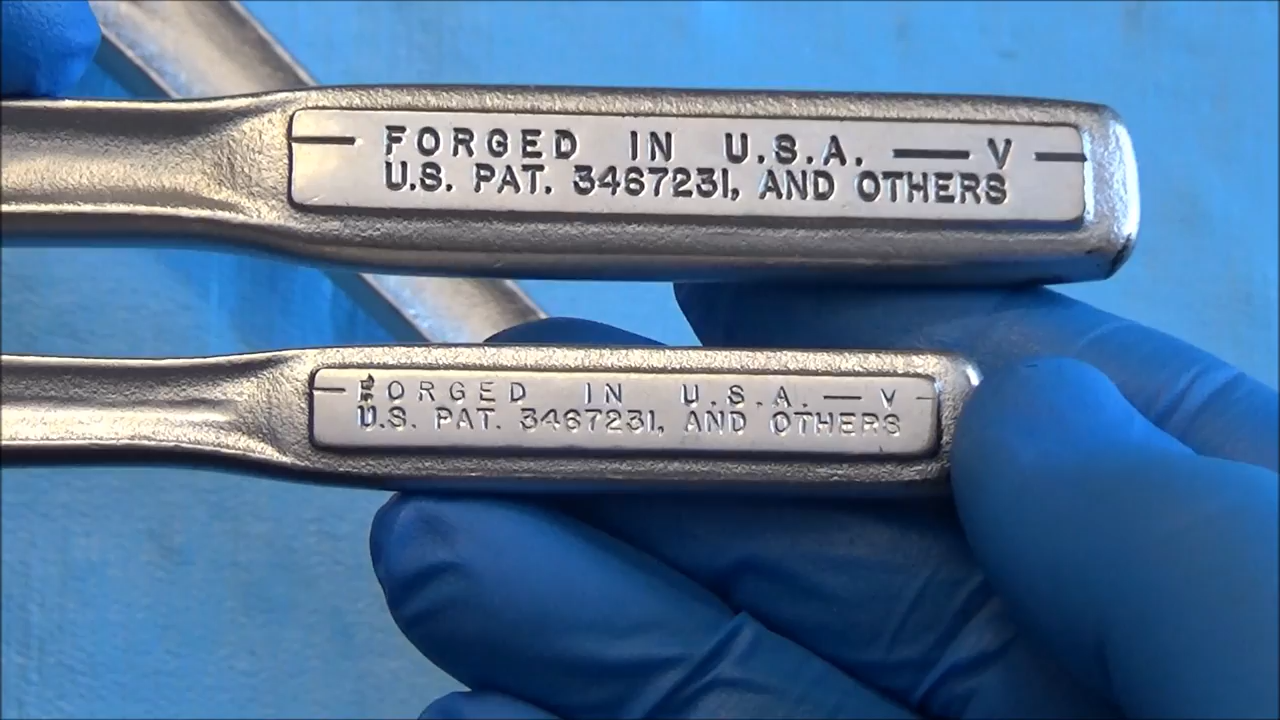 FORGED IN U.S.A. — V —
U.S. PAT. 3467231, AND OTHERS
FORGED IN U.S.A. — V -
U.S. PAT. 3467231, AND OTHERS